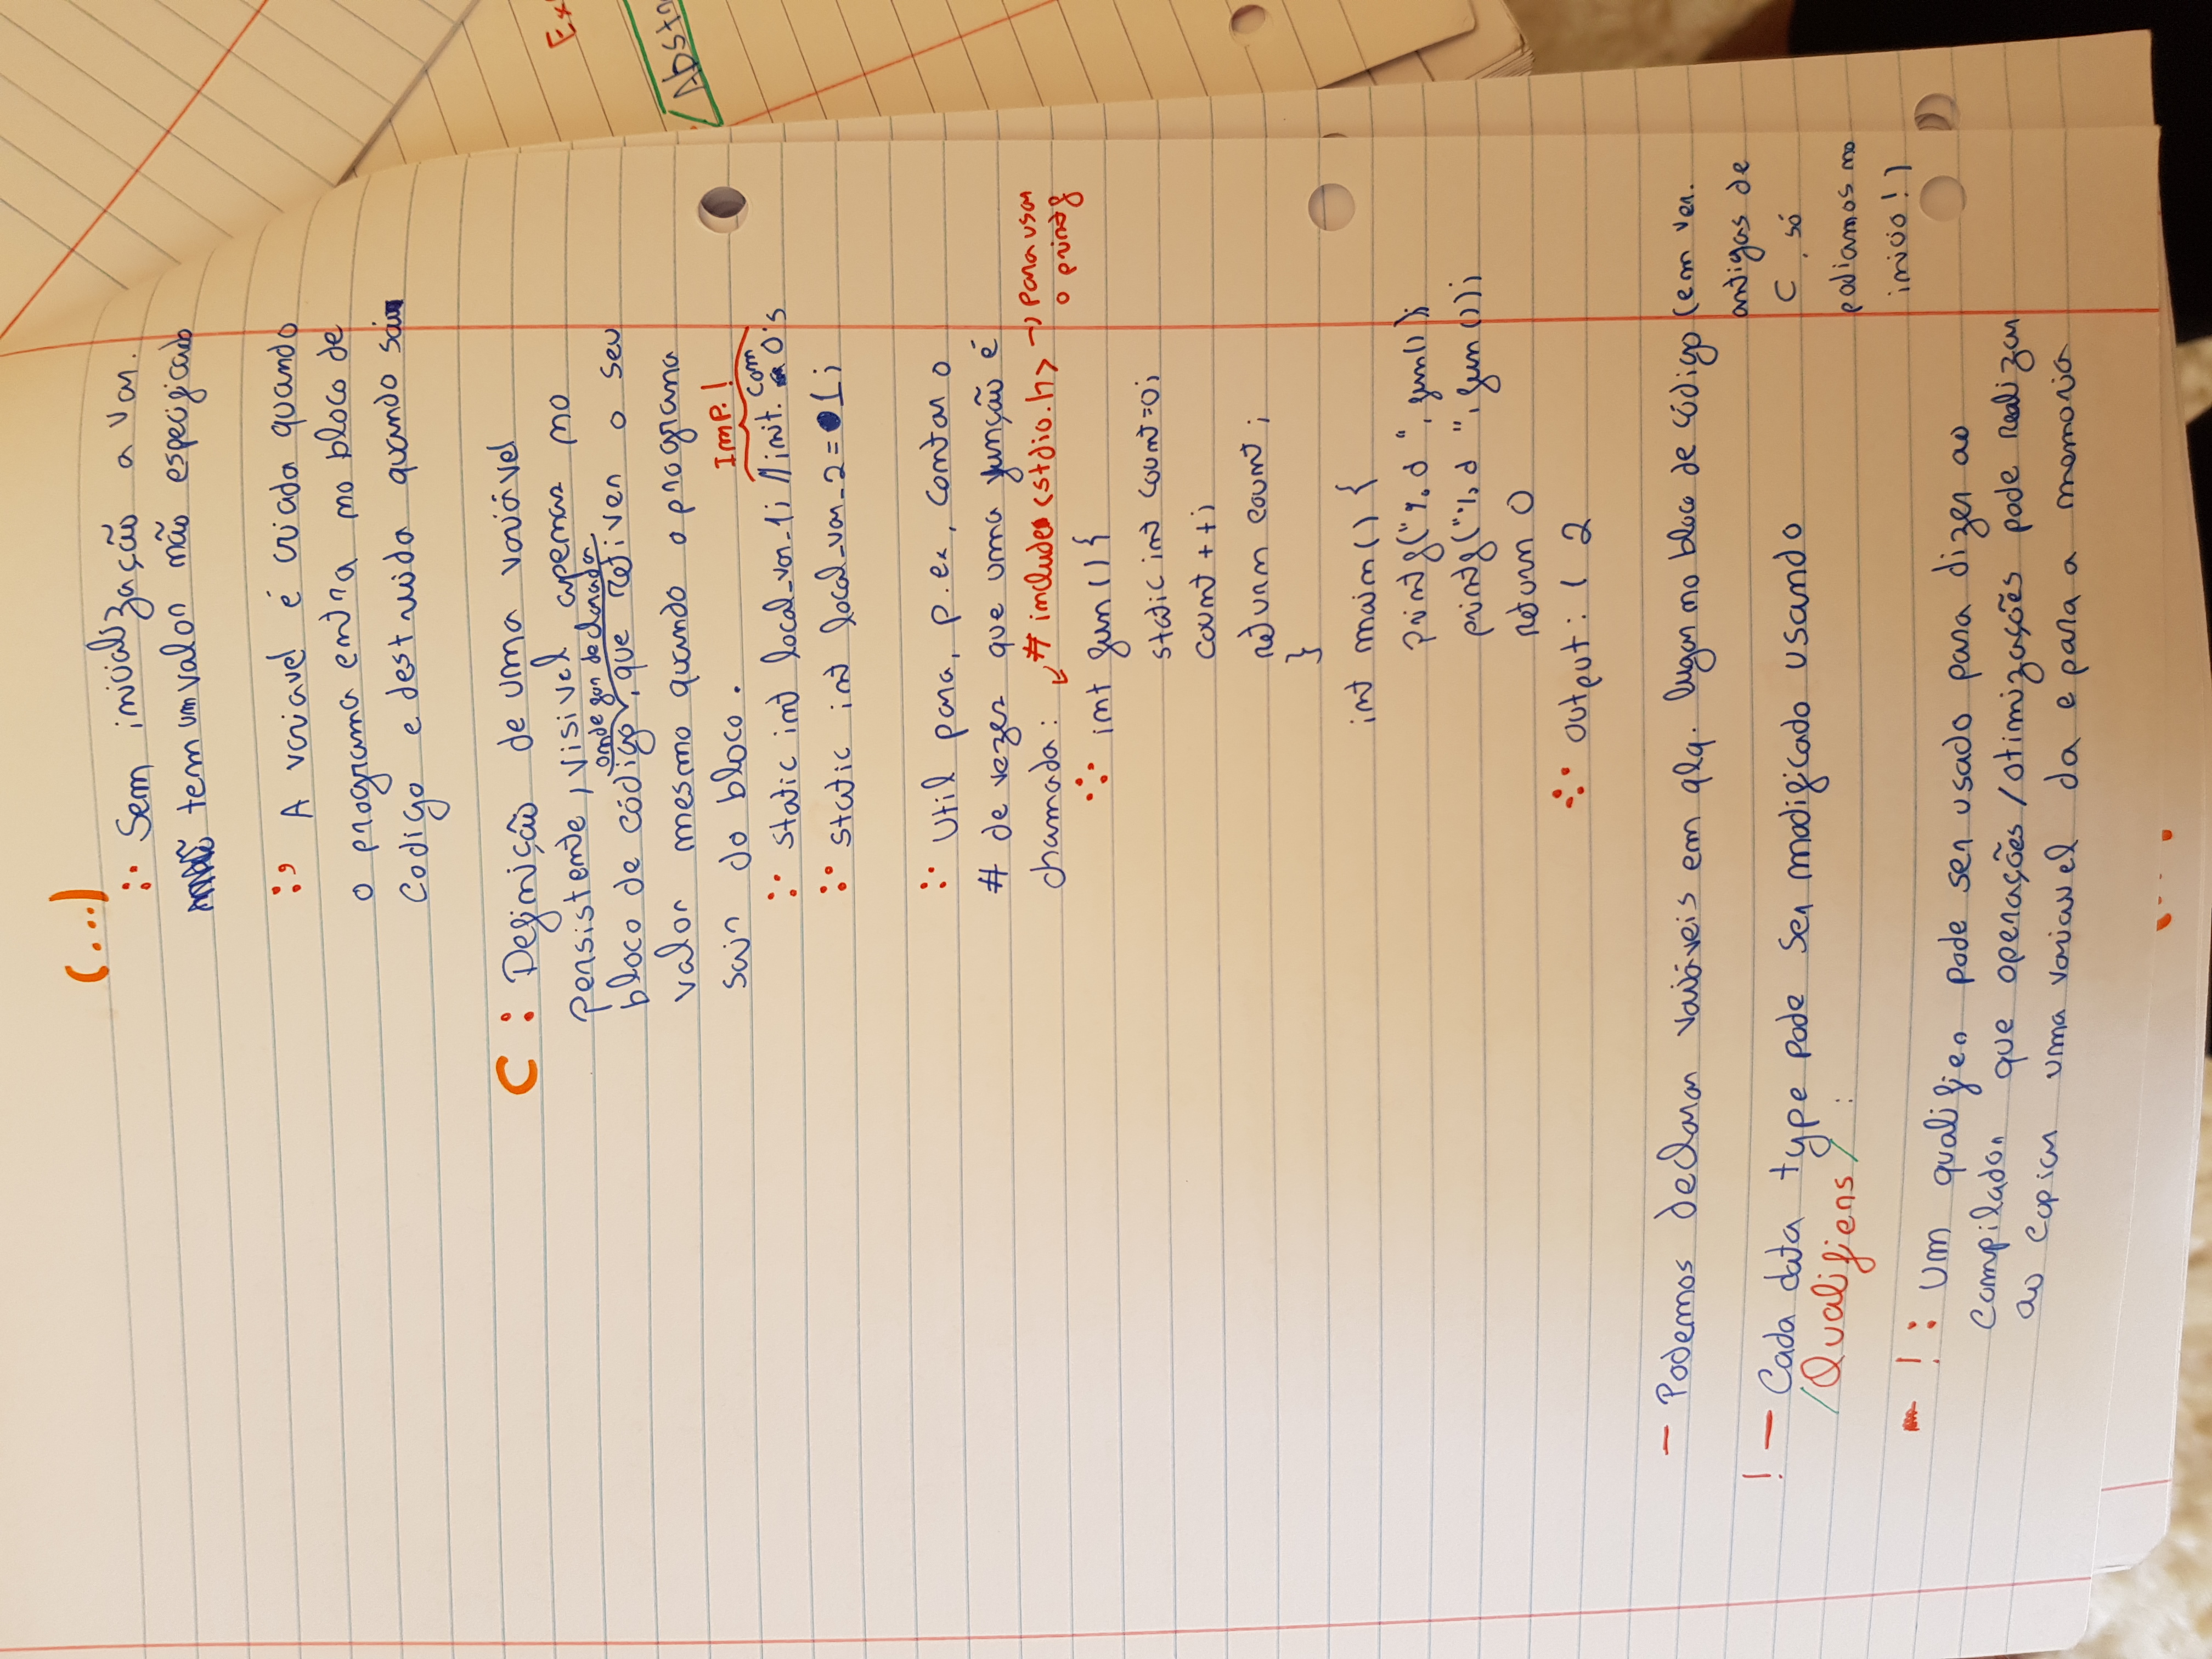 (...)
Sem inicialização a var.
tem um valor não especificado
A variavel é criada quando
o programa entra no bloco de
codigo e destruida quando sair
C : Definição de uma variável
persistente, visivel apenas no
onde for declarada
bloco de código, que retiver o seu
valor mesmo quando o programa
sair do bloco.
Imp. !
static int local_var_1; //init. com 0's
static int local_var_2 = 1;
Util para, p. ex, contar o
# de vezes que uma função é
chamada: # include <stdio.h> → para usar
o printf
int fun () {
static int count=0;
count ++;
return count ;
}
int main () {
printf("%d ", fun());
printf("%d ", fun());
return 0
output: 1 2
- Podemos declarar variáveis em qlq. lugar no bloco de código (em ver.
antigas de
C, só
podiamos no
inicio!)
! - Cada data type pode ser modificado usando
/Qualifiers/ :
! : Um qualifier pode ser usado para dizer ao
compilador que operações/otimizações pode realizar
ao copiar uma variavel da e para a memoria
Ex
Abstr